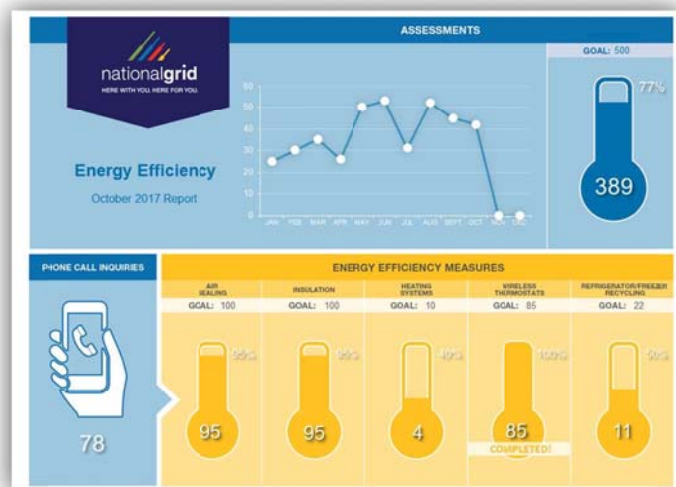 ASSESSMENTS
nationalgrid
HERE WITH YOU. HERE FOR YOU.
Energy Efficiency
October 2017 Report
60
50
40
30
20
10
0
JAN FEB MAR APR MAY JUN JUL AUG SEPT OCT NOV DEC
GOAL: 500
77%
389
PHONE CALL INQUIRIES
78
ENERGY EFFICIENCY MEASURES
AIR
SEALING
GOAL: 100
95%
95
INSULATION
GOAL: 100
95%
95
HEATING
SYSTEMS
GOAL: 10
40%
4
WIRELESS
THERMOSTATS
GOAL: 85
100%
85
COMPLETED!
REFRIGERATOR/FREEZER
RECYCLING
GOAL: 22
50%
11